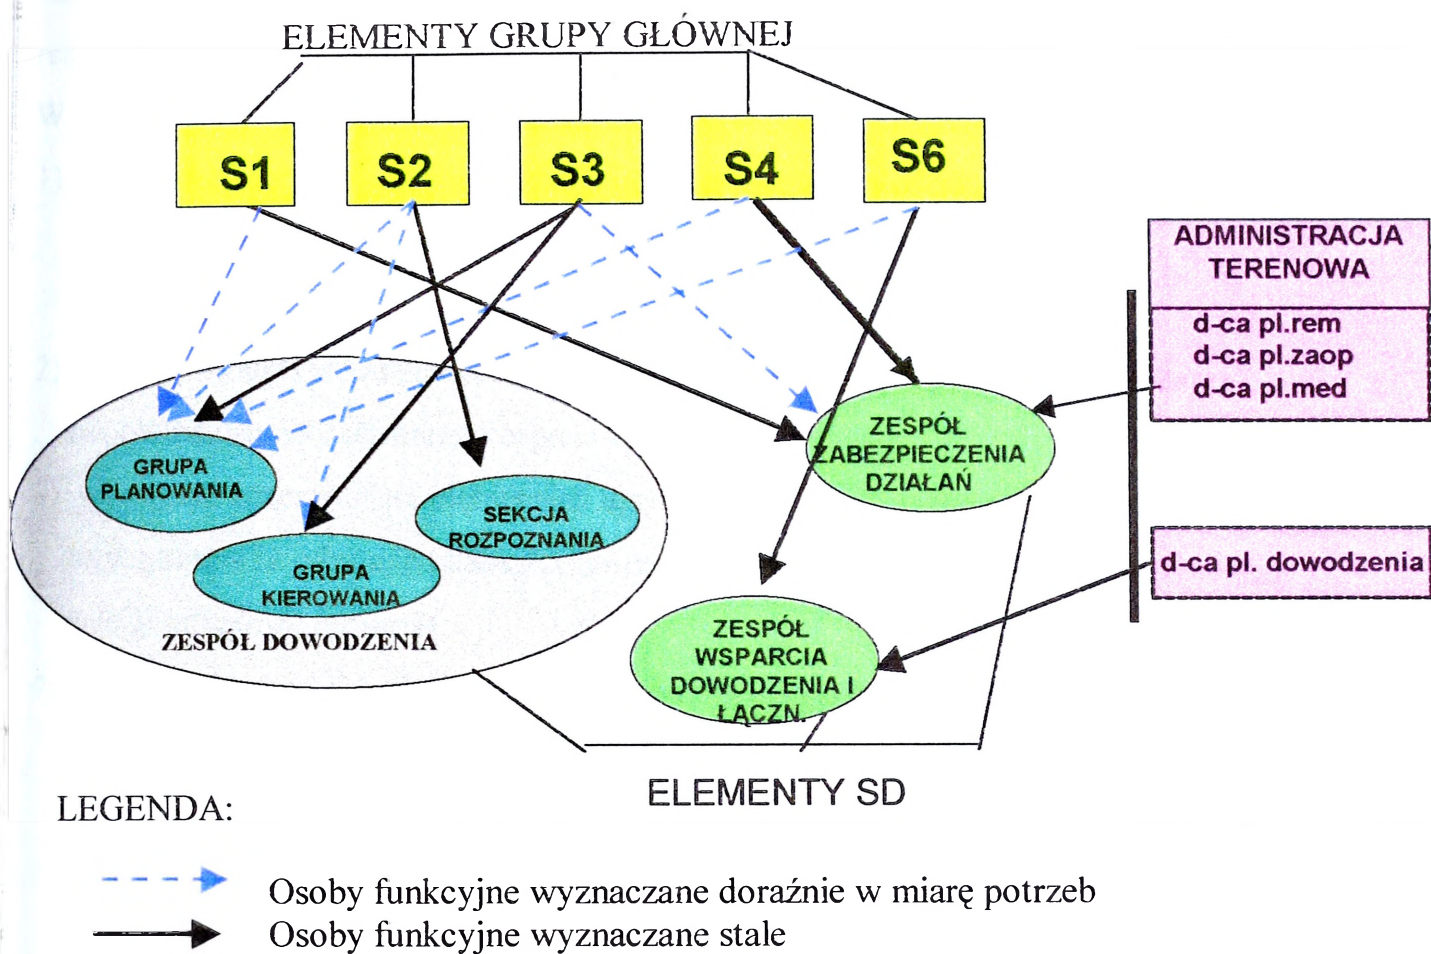 ELEMENTY GRUPY GŁÓWNEJ
S1
S2
S3
S4
S6
ADMINISTRACJA
TERENOWA
d-ca pl.rem
d-ca pl.zaop
d-ca pl.med
ZESPÓŁ
ZABEZPIECZENIA
DZIAŁAŃ
GRUPA
PLANOWANIA
SEKCJA
ROZPOZNANIA
GRUPA
KIEROWANIA
ZESPÓŁ DOWODZENIA
d-ca pl. dowodzenia
ZESPÓŁ
WSPARCIA
DOWODZENIA I
ŁĄCZN.
ELEMENTY SD
LEGENDA:
Osoby funkcyjne wyznaczane doraźnie w miarę potrzeb
Osoby funkcyjne wyznaczane stale